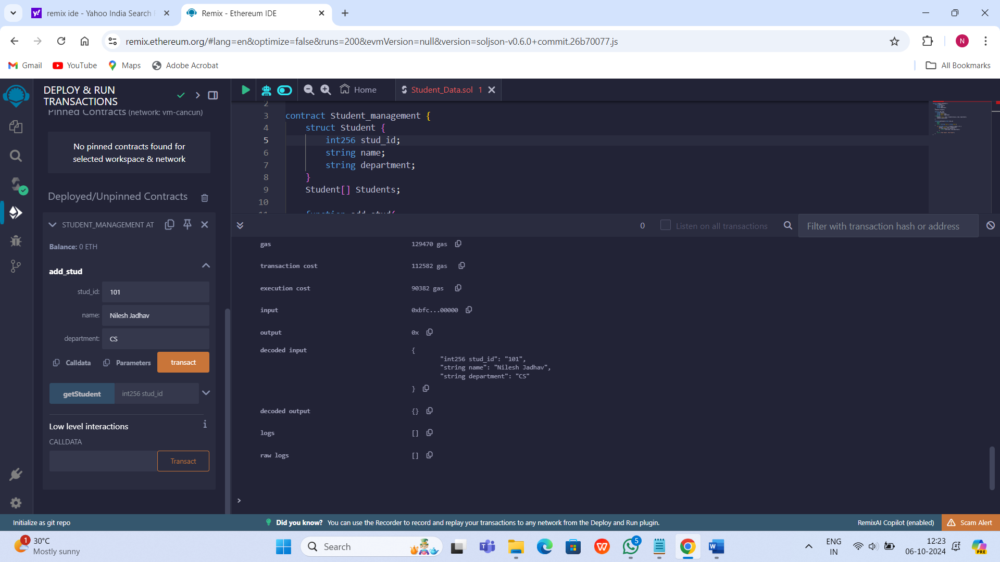 remix ide - Yahoo India Search
Remix - Ethereum IDE
remix.ethereum.org/#lang=en&optimize=false&runs=200&evmVersion=null&version=soljson-v0.6.0+commit.26b70077.js
N
Gmail
YouTube
Maps
Adobe Acrobat
All Bookmarks
DEPLOY & RUN
TRANSACTIONS
Pinned Contracts (network: vm-cancun)
No pinned contracts found for
selected workspace & network
Deployed/Unpinned Contracts
STUDENT_MANAGEMENT AT
Balance: 0 ETH
add_stud
stud_id: 101
name: Nilesh Jadhav
department: CS
Calldata
Parameters
transact
getStudent
int256 stud_id
Low level interactions
i
CALLDATA
Transact
Home
Student_Data.sol 1
2
3 contract Student_management {
4 struct Student {
5 int256 stud_id;
6 string name;
7 string department;
8 }
9 Student[] Students;
10
11 function add_stud(
0
Listen on all transactions
Filter with transaction hash or address
gas 129470 gas
transaction cost 112582 gas
execution cost 90382 gas
input 0xbfc...00000
output 0x
decoded input {
"int256 stud_id": "101",
"string name": "Nilesh Jadhav",
"string department": "CS"
}
decoded output {}
logs []
raw logs []
>
Initialize as git repo
Did you know? You can use the Recorder to record and replay your transactions to any network from the Deploy and Run plugin.
RemixAI Copilot (enabled)
Scam Alert
1
30°C
Mostly sunny
Search
5
ENG
IN
12:23
06-10-2024
PRE